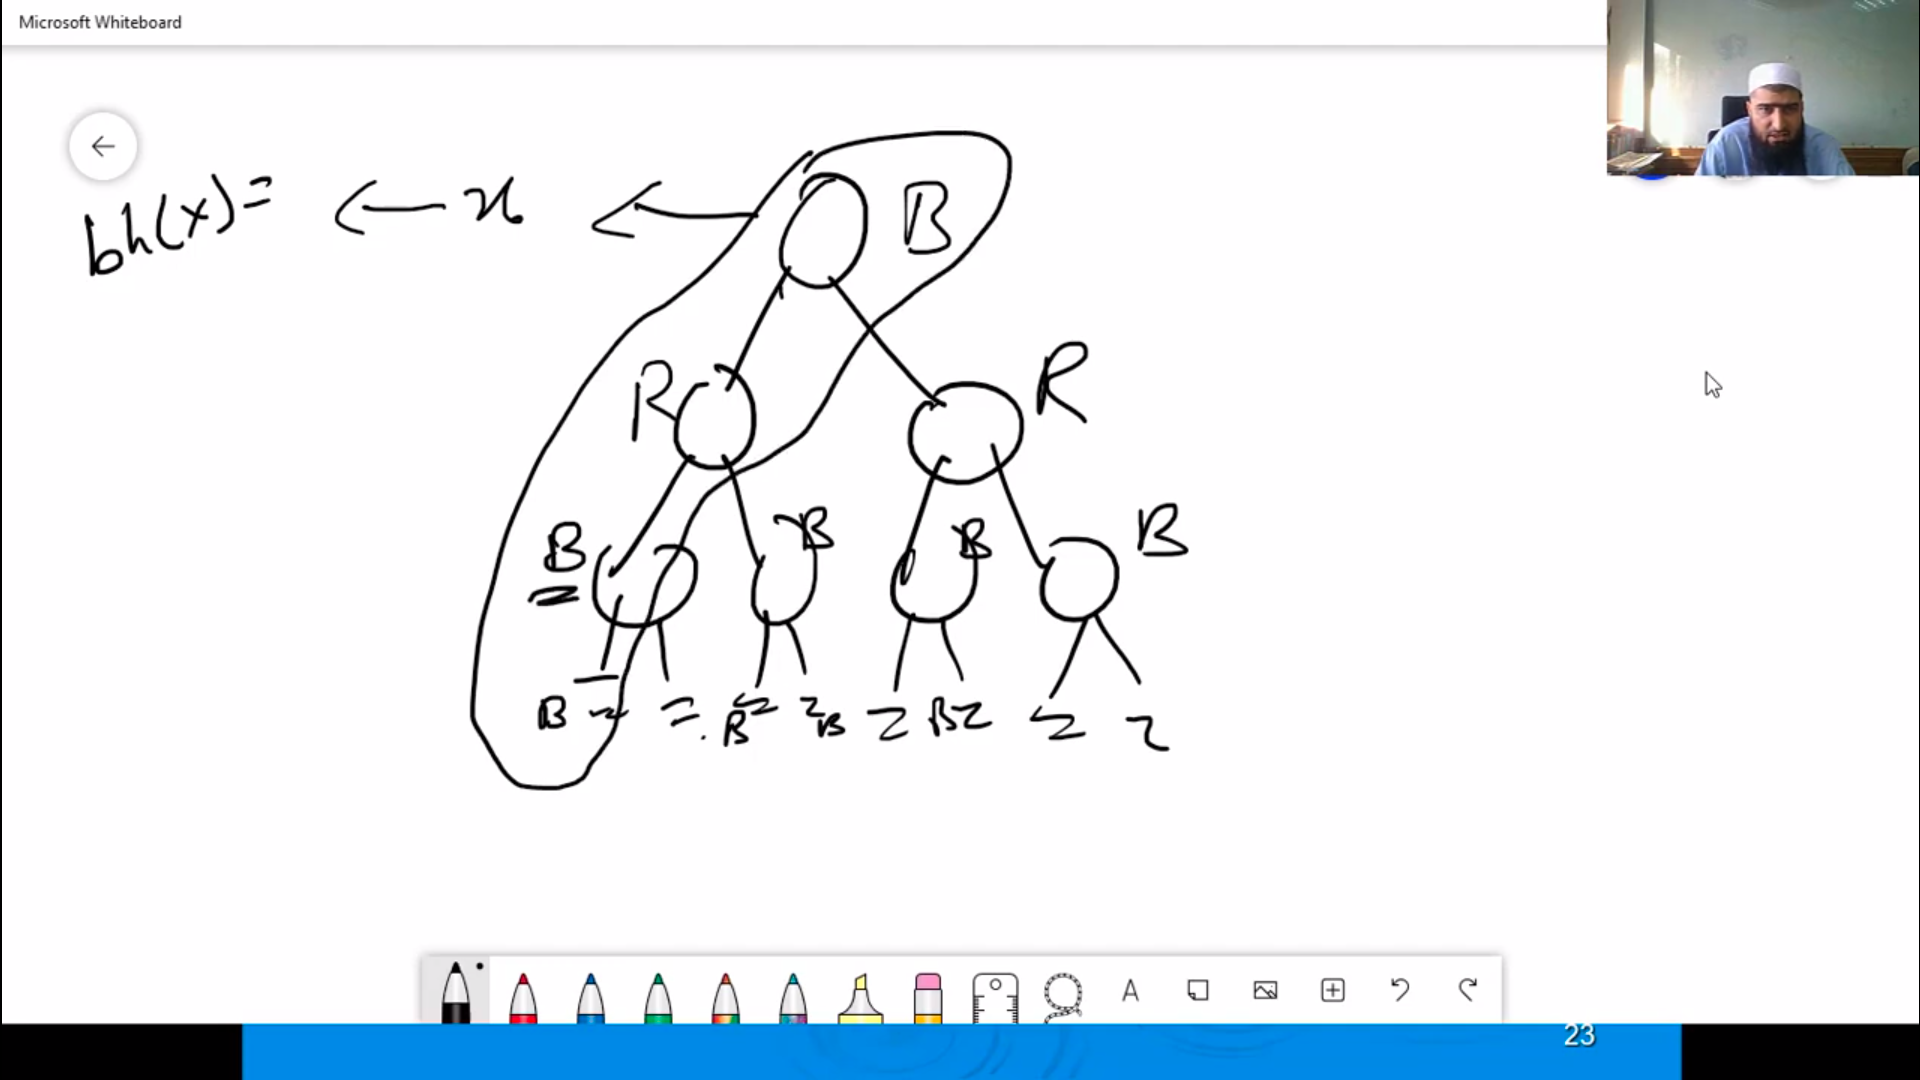 Microsoft Whiteboard
bh(x)= ← x ← B
R R
B B B B
B B B B
A
23